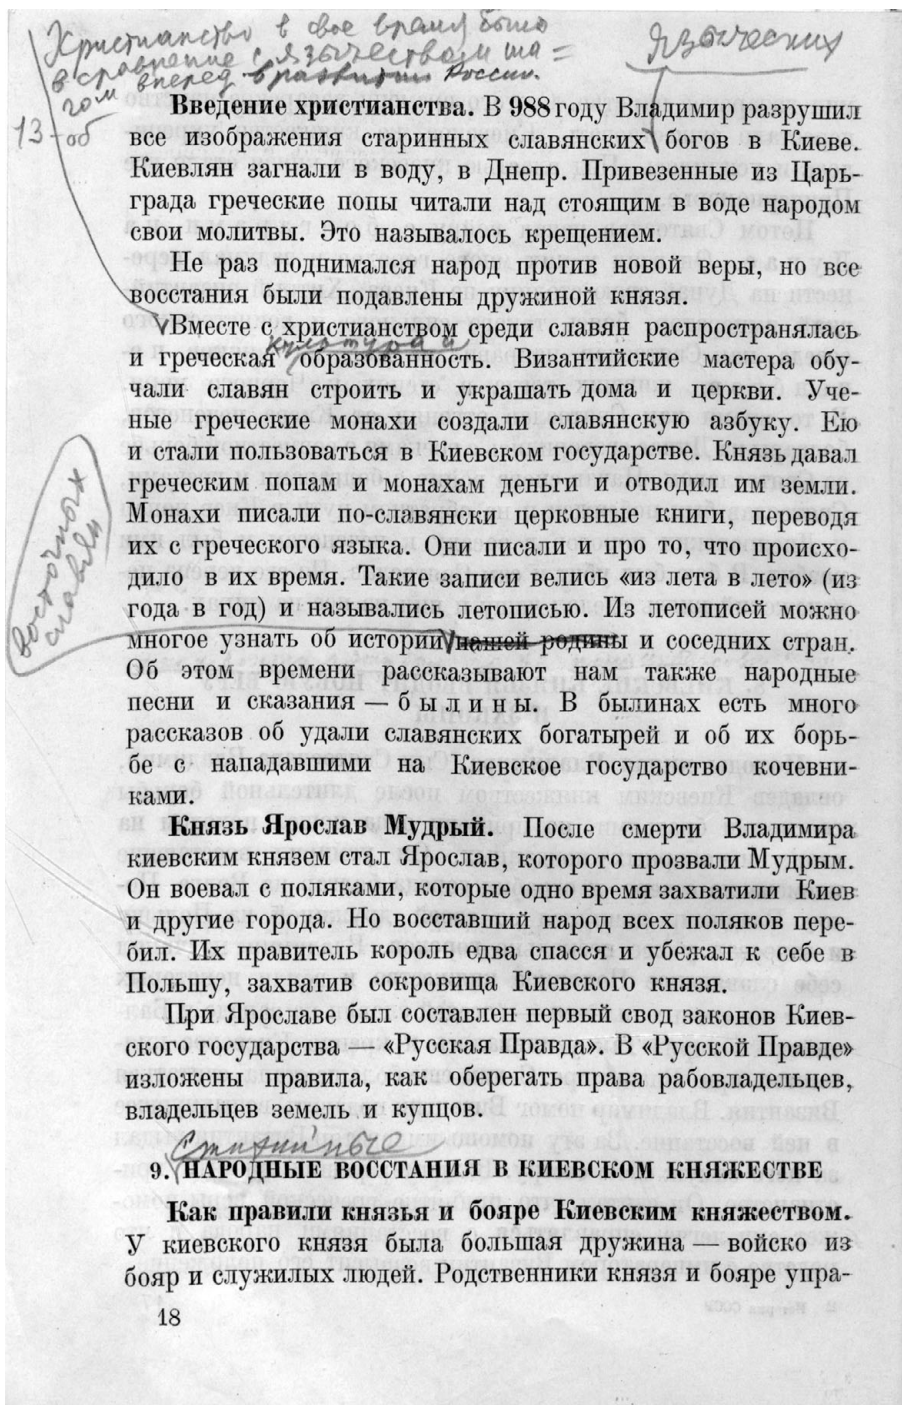 Христианство в свое время было
в сравнение с язычеством ша=
гом вперед в развитии России.
языческих
13-об
Введение христианства. В 988 году Владимир разрушил
все изображения старинных славянских богов в Киеве.
Киевлян загнали в воду, в Днепр. Привезенные из Царь-
града греческие попы читали над стоящим в воде народом
свои молитвы. Это называлось крещением.
Не раз поднимался народ против новой веры, но все
восстания были подавлены дружиной князя.
Вместе с христианством среди славян распространялась
культура и
и греческая образованность. Византийские мастера обу-
чали славян строить и украшать дома и церкви. Уче-
ные греческие монахи создали славянскую азбуку. Ею
и стали пользоваться в Киевском государстве. Князь давал
греческим попам и монахам деньги и отводил им земли.
Монахи писали по-славянски церковные книги, переводя
их с греческого языка. Они писали и про то, что происхо-
дило в их время. Такие записи велись «из лета в лето» (из
года в год) и назывались летописью. Из летописей можно
восточных
славян
многое узнать об истории нашей родины и соседних стран.
Об этом времени рассказывают нам также народные
песни и сказания — былины. В былинах есть много
рассказов об удали славянских богатырей и об их борь-
бе с нападавшими на Киевское государство кочевни-
ками.
Князь Ярослав Мудрый. После смерти Владимира
киевским князем стал Ярослав, которого прозвали Мудрым.
Он воевал с поляками, которые одно время захватили Киев
и другие города. Но восставший народ всех поляков пере-
бил. Их правитель король едва спасся и убежал к себе в
Польшу, захватив сокровища Киевского князя.
При Ярославе был составлен первый свод законов Киев-
ского государства — «Русская Правда». В «Русской Правде»
изложены правила, как оберегать права рабовладельцев,
владельцев земель и купцов.
Стихийные
9. НАРОДНЫЕ ВОССТАНИЯ В КИЕВСКОМ КНЯЖЕСТВЕ
Как правили князья и бояре Киевским княжеством.
У киевского князя была большая дружина — войско из
бояр и служилых людей. Родственники князя и бояре упра-
18